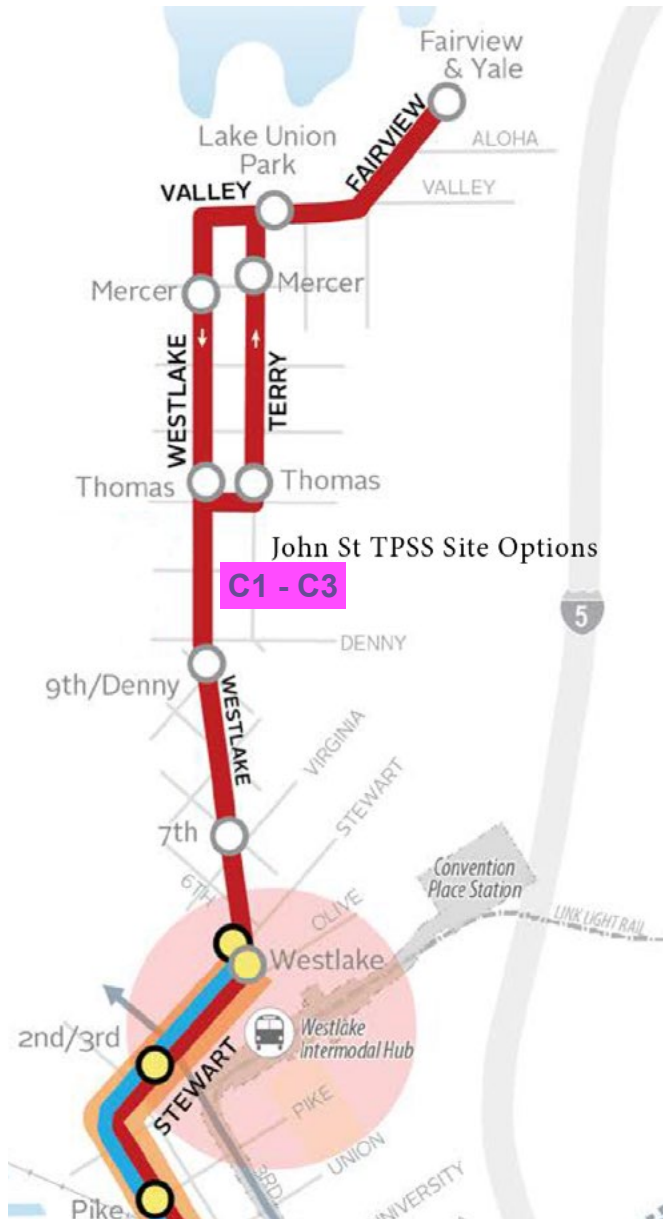 Fairview
& Yale
ALOHA
Lake Union
Park
FAIRVIEW
VALLEY
VALLEY
Mercer
Mercer
WESTLAKE
TERRY
Thomas
Thomas
John St TPSS Site Options
C1 - C3
5
DENNY
9th/Denny
WESTLAKE
VIRGINIA
STEWART
7th
Convention
Place Station
6TH
OLIVE
LINK LIGHT RAIL
Westlake
2nd/3rd
Westlake
Intermodal Hub
STEWART
PIKE
UNION
3RD
UNIVERSITY
Pike